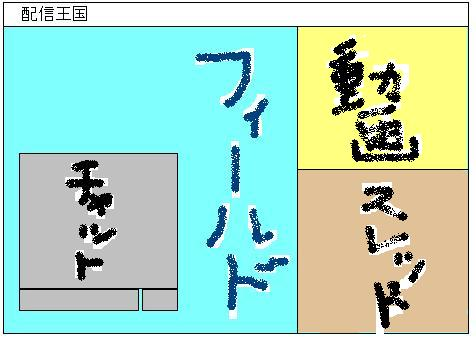 配信王国
フィールド
動画
チャット
スレッド